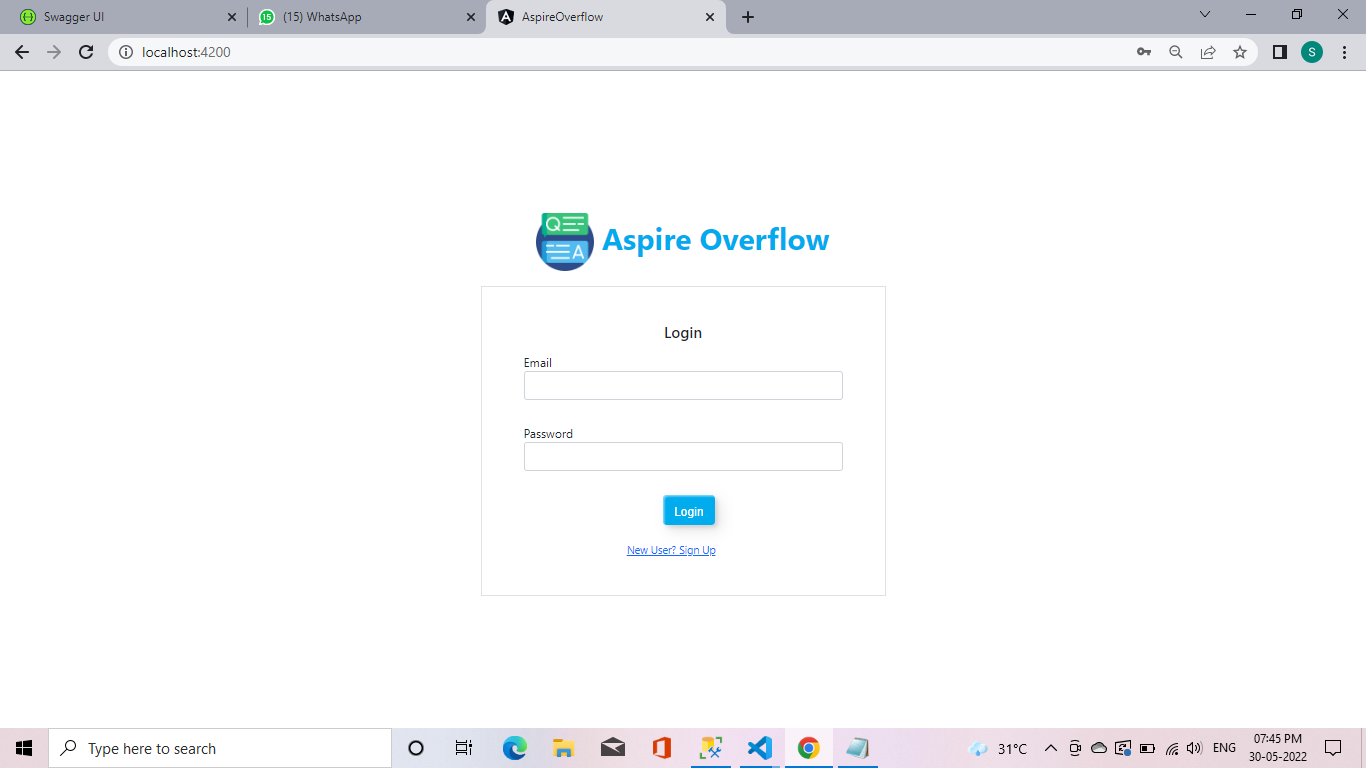 Swagger UI
15
(15) WhatsApp
AspireOverflow
localhost:4200
S
Q
A
Aspire Overflow
Login
Email
Password
Login
New User? Sign Up
Type here to search
31°C
ENG
07:45 PM
30-05-2022